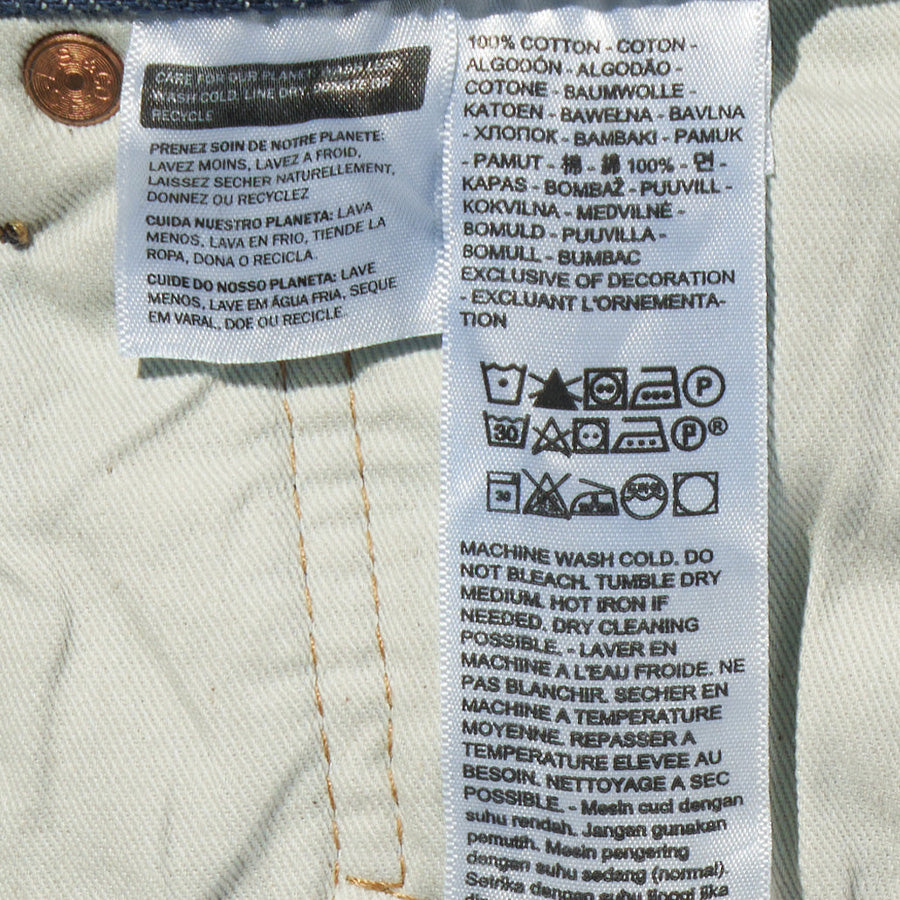 CARE FOR OUR PLANET
WASH COLD. LINE DRY.
RECYCLE
PRENEZ SOIN DE NOTRE PLANETE:
LAVEZ MOINS, LAVEZ A FROID,
LAISSEZ SECHER NATURELLEMENT,
DONNEZ OU RECYCLEZ
CUIDA NUESTRO PLANETA: LAVA
MENOS, LAVA EN FRIO, TIENDE LA
ROPA, DONA O RECICLA.
CUIDE DO NOSSO PLANETA: LAVE
MENOS, LAVE EM ÁGUA FRIA, SEQUE
EM VARAL, DOE OU RECICLE.
100% COTTON - COTON -
ALGODÓN - ALGODÃO -
COTONE - BAUMWOLLE -
KATOEN - BAWEŁNA - BAVLNA
- ХЛОПОК - BAMBAKI - PAMUK
- PAMUT - 棉 - 綿 100% - 면 -
KAPAS - BOMBAŽ - PUUVILL -
KOKVILNA - MEDVILNĖ -
BOMULD - PUUVILLA -
BOMULL - BUMBAC
EXCLUSIVE OF DECORATION
- EXCLUANT L'ORNEMENTA-
TION
P
30 P®
30
MACHINE WASH COLD. DO
NOT BLEACH. TUMBLE DRY
MEDIUM. HOT IRON IF
NEEDED. DRY CLEANING
POSSIBLE. - LAVER EN
MACHINE A L'EAU FROIDE. NE
PAS BLANCHIR. SECHER EN
MACHINE A TEMPERATURE
MOYENNE. REPASSER A
TEMPERATURE ELEVEE AU
BESOIN. NETTOYAGE A SEC
POSSIBLE. - Mesin cuci dengan
suhu rendah. Jangan gunakan
pemutih. Mesin pengering
dengan suhu sedang (normal).
Setrika dengan suhu tinggi jika